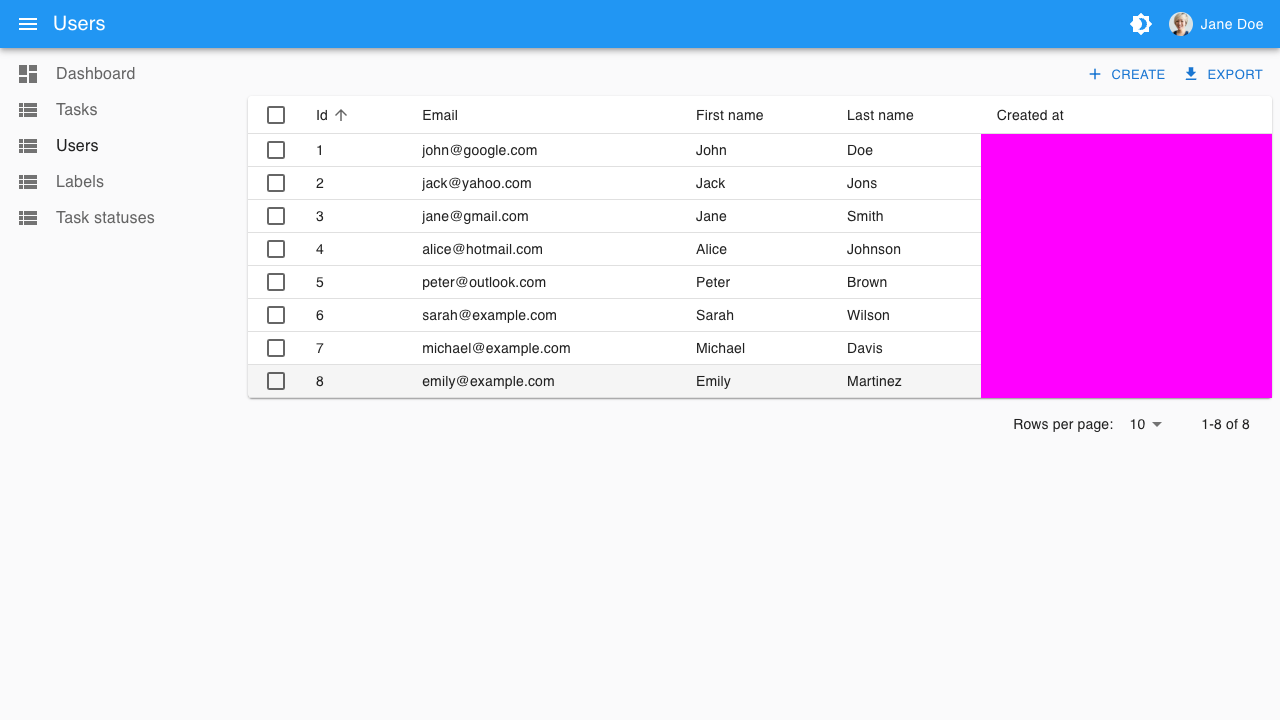 Users
Jane Doe
Dashboard
Tasks
Users
Labels
Task statuses
CREATE EXPORT
Id Email First name Last name Created at
1 john@google.com John Doe
2 jack@yahoo.com Jack Jons
3 jane@gmail.com Jane Smith
4 alice@hotmail.com Alice Johnson
5 peter@outlook.com Peter Brown
6 sarah@example.com Sarah Wilson
7 michael@example.com Michael Davis
8 emily@example.com Emily Martinez
Rows per page: 10 1-8 of 8